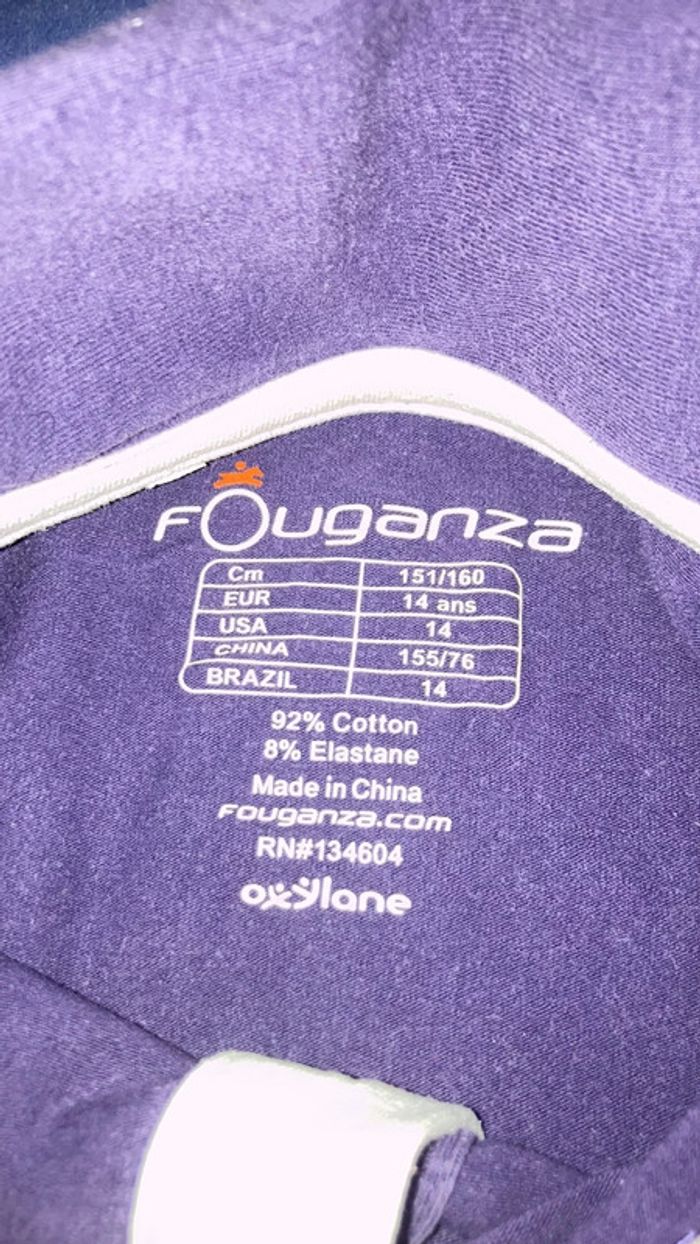 Fouganza
Cm 151/160
EUR 14 ans
USA 14
CHINA 155/76
BRAZIL 14
92% Cotton
8% Elastane
Made in China
Fouganza.com
RN#134604
oxylane